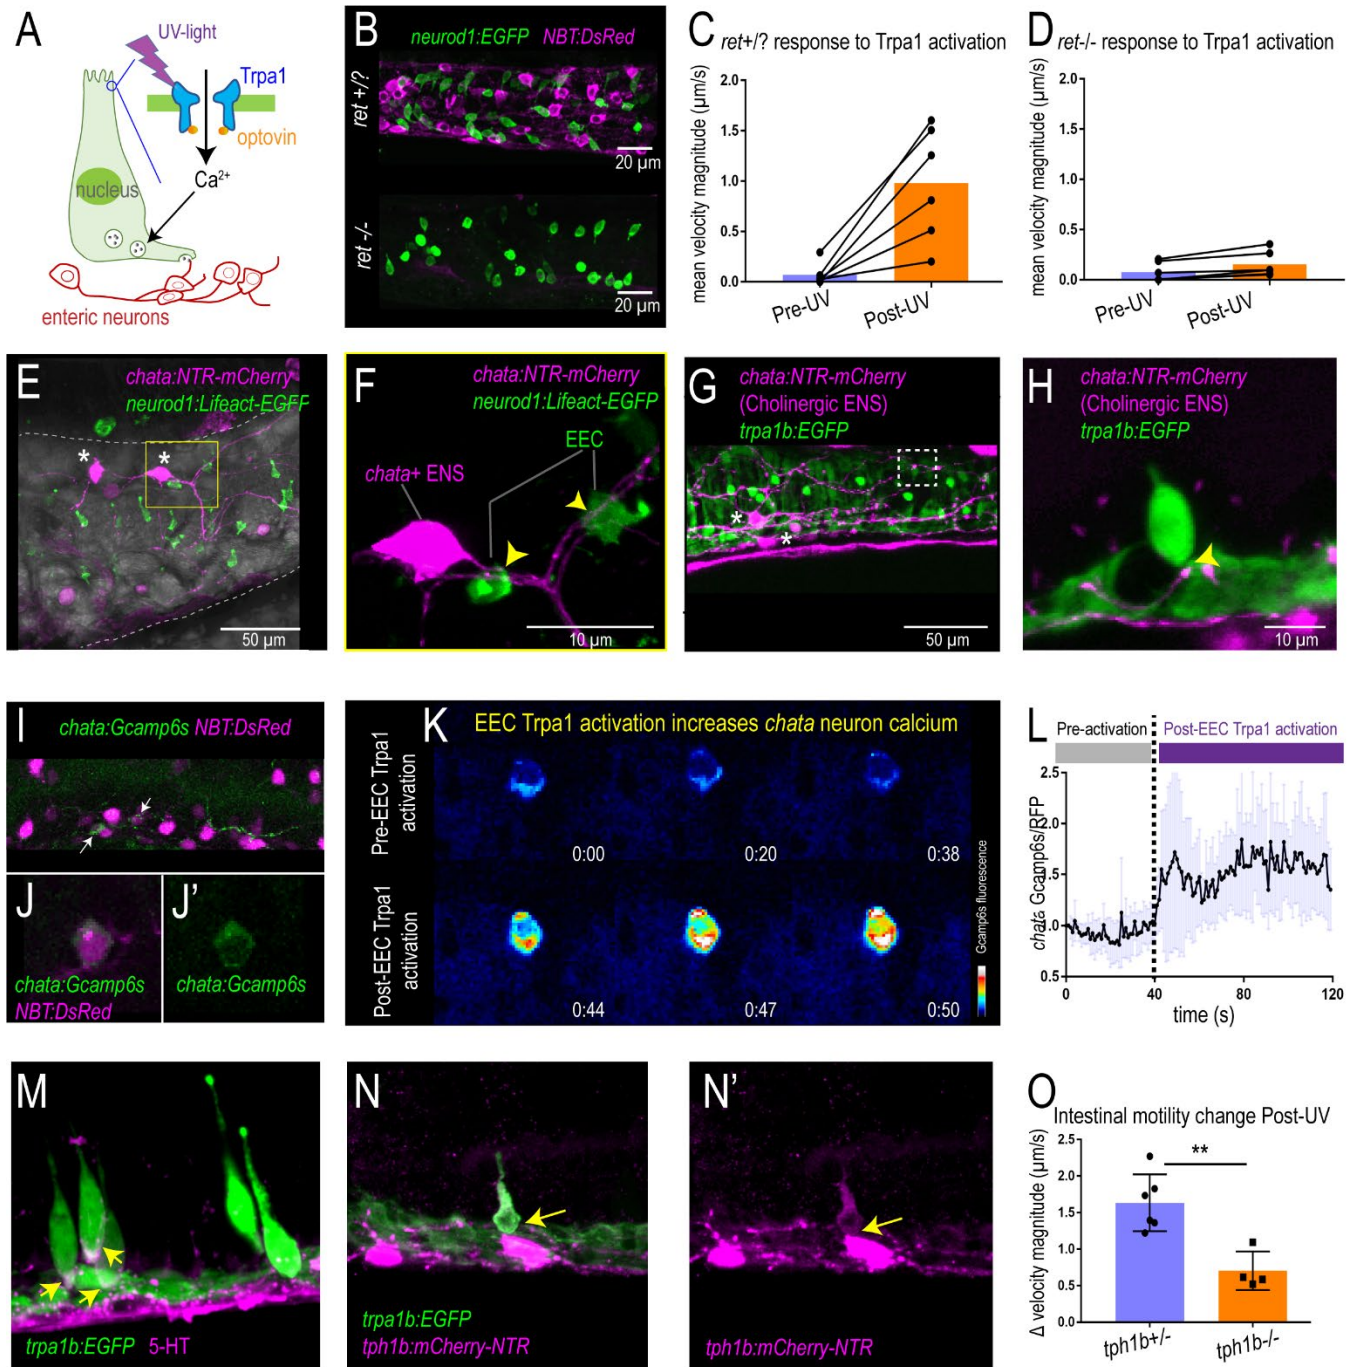 A
UV-light
Trpa1
optovin
Ca²⁺
nucleus
enteric neurons
B
neurod1:EGFP NBT:DsRed
ret +/?
20 µm
ret -/-
20 µm
C
ret+/? response to Trpa1 activation
mean velocity magnitude (µm/s)
2.0
1.5
1.0
0.5
0.0
Pre-UV
Post-UV
D
ret-/- response to Trpa1 activation
mean velocity magnitude (µm/s)
2.0
1.5
1.0
0.5
0.0
Pre-UV
Post-UV
E
chata:NTR-mCherry
neurod1:Lifeact-EGFP
*
*
50 µm
F
chata:NTR-mCherry
neurod1:Lifeact-EGFP
EEC
chata+ ENS
10 µm
G
chata:NTR-mCherry
(Cholinergic ENS)
trpa1b:EGFP
*
*
50 µm
H
chata:NTR-mCherry
(Cholinergic ENS)
trpa1b:EGFP
10 µm
I
chata:Gcamp6s NBT:DsRed
J
chata:Gcamp6s
NBT:DsRed
J'
chata:Gcamp6s
K
EEC Trpa1 activation increases chata neuron calcium
Pre-EEC Trpa1
activation
0:00
0:20
0:38
Post-EEC Trpa1
activation
0:44
0:47
0:50
Gcamp6s fluorescence
L
Pre-activation
Post-EEC Trpa1 activation
chata Gcamp6s/RFP
2.5
2.0
1.5
1.0
0.5
0
40
80
120
time (s)
M
trpa1b:EGFP 5-HT
N
trpa1b:EGFP
tph1b:mCherry-NTR
N'
tph1b:mCherry-NTR
O
Intestinal motility change Post-UV
Δ velocity magnitude (µm/s)
2.5
2.0
1.5
1.0
0.5
0.0
**
tph1b+/-
tph1b-/-